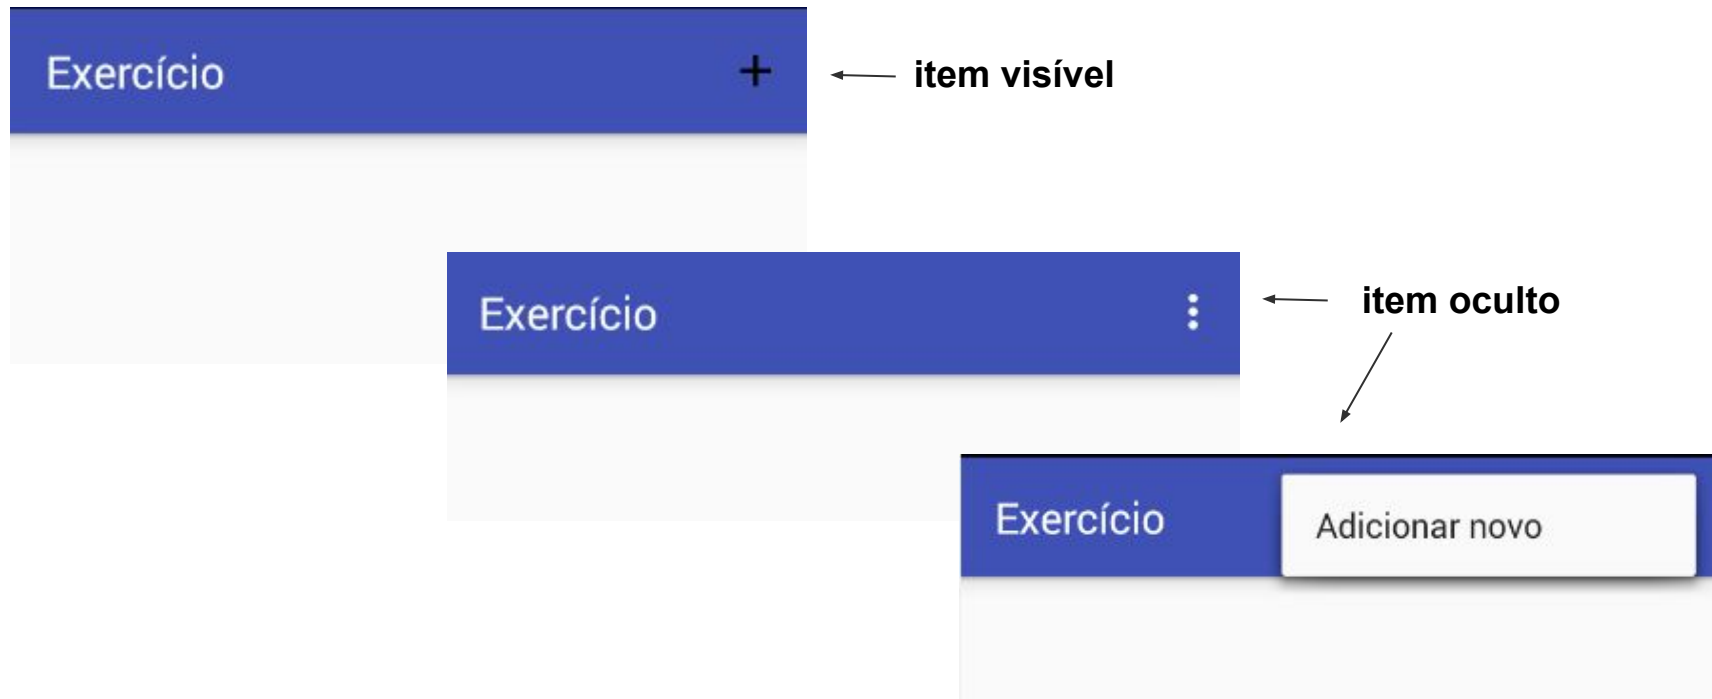 Exercício
item visível
Exercício
item oculto
Exercício
Adicionar novo